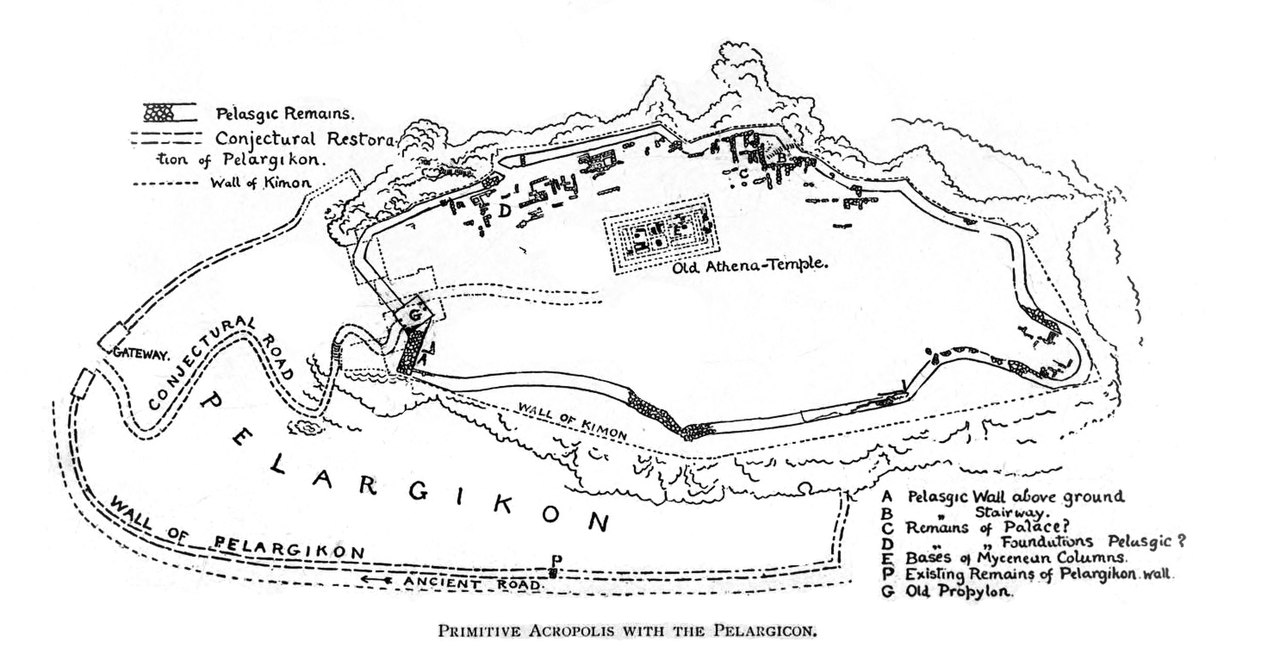 Pelasgic Remains.
Conjectural Restora-
tion of Pelargikon.
Wall of Kimon
D
B
C
E
Old Athena-Temple.
G
A
GATEWAY.
CONJECTURAL ROAD
WALL OF KIMON
PELARGIKON
WALL OF PELARGIKON
P
ANCIENT ROAD.
A Pelasgic Wall above ground
B " Stairway.
C Remains of Palace?
D " " Foundations Pelasgic?
E Bases of Mycenean Columns.
P Existing Remains of Pelargikon wall.
G Old Propylon.
PRIMITIVE ACROPOLIS WITH THE PELARGICON.